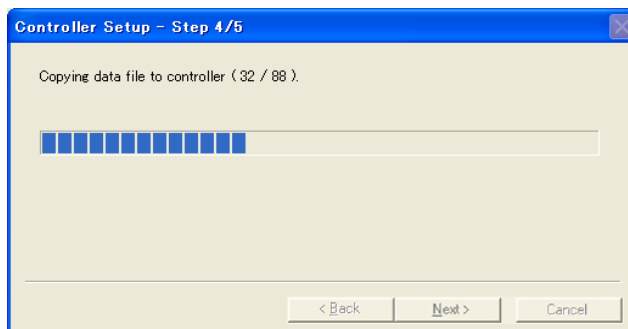 Controller Setup - Step 4/5
Copying data file to controller ( 32 / 88 ).
< Back
Next >
Cancel